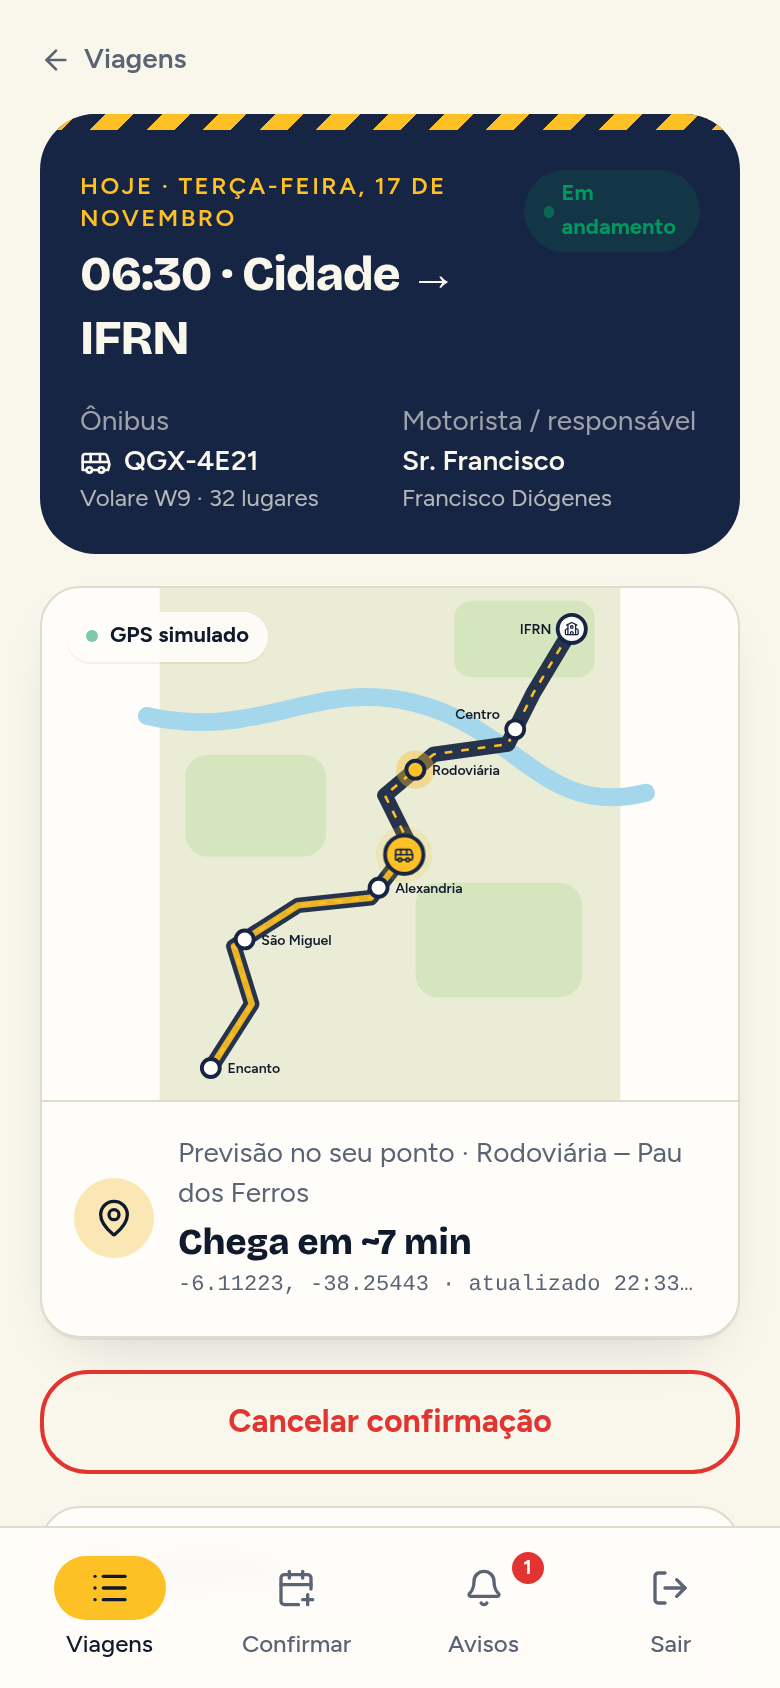 Viagens
HOJE · TERÇA-FEIRA, 17 DE
NOVEMBRO
Em
andamento
06:30 · Cidade →
IFRN
Ônibus
QGX-4E21
Volare W9 · 32 lugares
Motorista / responsável
Sr. Francisco
Francisco Diógenes
GPS simulado
IFRN
Centro
Rodoviária
Alexandria
São Miguel
Encanto
Previsão no seu ponto · Rodoviária – Pau
dos Ferros
Chega em ~7 min
-6.11223, -38.25443 · atualizado 22:33…
Cancelar confirmação
1
Viagens
Confirmar
Avisos
Sair